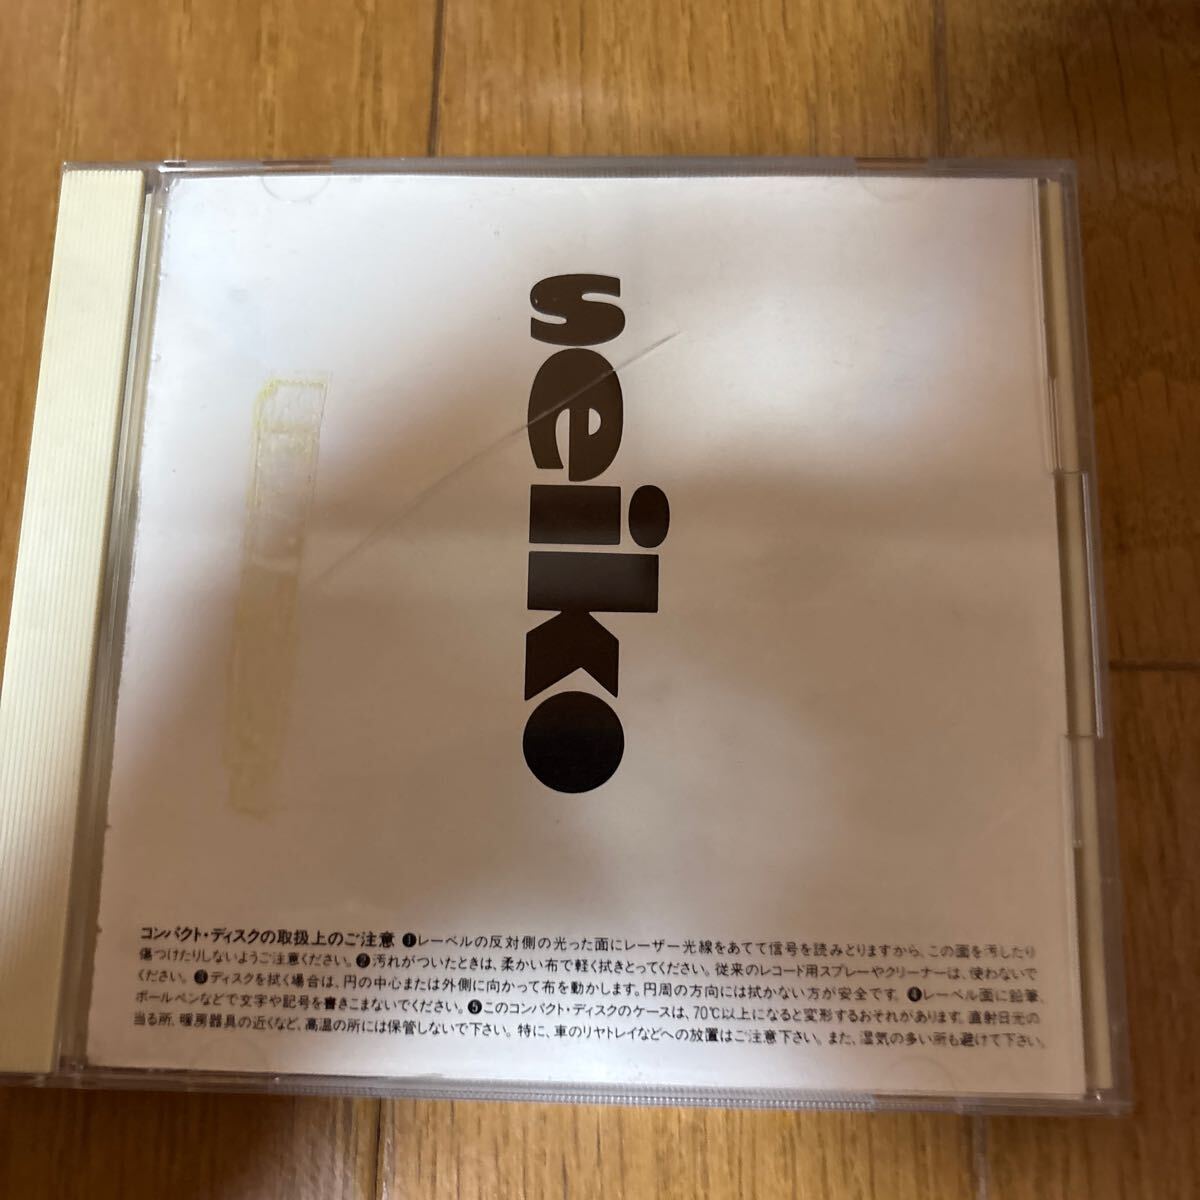 seiko
コンパクト・ディスクの取扱上のご注意 ❶レーベルの反対側の光った面にレーザー光線をあてて信号を読みとりますから、この面を汚したり
傷つけたりしないようご注意ください。❷汚れがついたときは、柔かい布で軽く拭きとってください。従来のレコード用スプレーやクリーナーは、使わないで
ください。❸ディスクを拭く場合は、円の中心または外側に向かって布を動かします。円周の方向には拭かない方が安全です。❹レーベル面に鉛筆、
ボールペンなどで文字や記号を書きこまないでください。❺このコンパクト・ディスクのケースは、70℃以上になると変形するおそれがあります。直射日光の
当る所、暖房器具の近くなど、高温の所には保管しないで下さい。特に、車のリヤトレイなどへの放置はご注意下さい。また、湿気の多い所も避けて下さい。